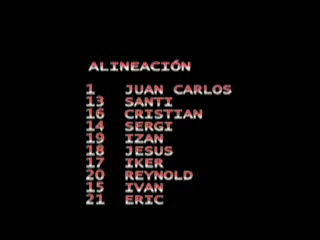 ALINEACIÓN
1 JUAN CARLOS
13 SANTI
16 CRISTIAN
14 SERGI
19 IZAN
18 JESUS
17 IKER
20 REYNOLD
15 IVAN
21 ERIC